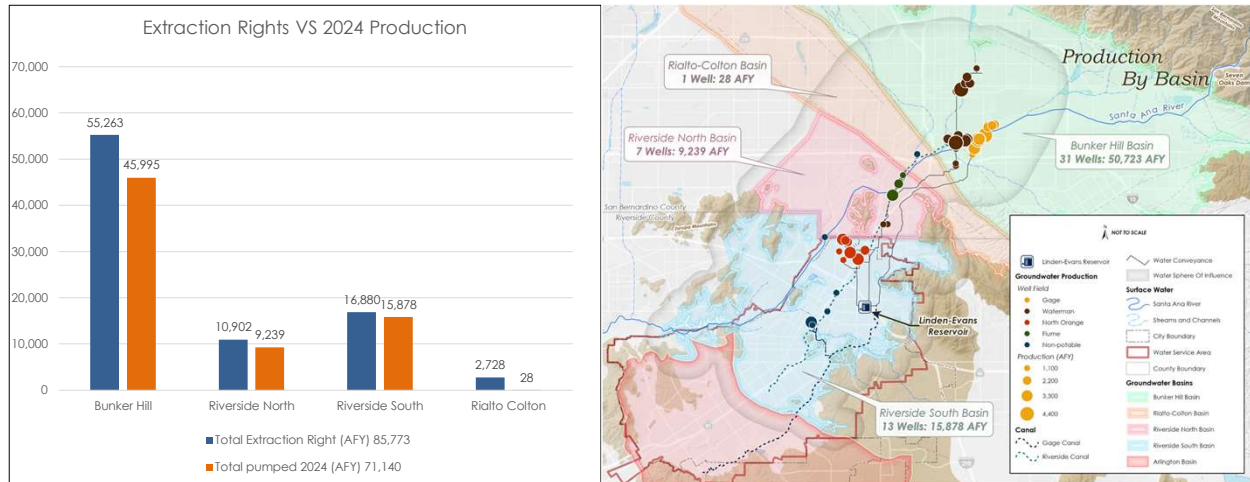 Extraction Rights VS 2024 Production
70,000
60,000
50,000
40,000
30,000
20,000
10,000
0
55,263
45,995
10,902
9,239
16,880
15,878
2,728
28
Bunker Hill
Riverside North
Riverside South
Rialto Colton
Total Extraction Right (AFY) 85,773
Total pumped 2024 (AFY) 71,140
Production
By Basin
Seven
Oaks Dam
Santa Ana River
Rialto-Colton Basin
1 Well: 28 AFY
Riverside North Basin
7 Wells: 9,239 AFY
Bunker Hill Basin
31 Wells: 50,723 AFY
San Bernardino County
Riverside County
Jurupa Mountains
Linden-Evans
Reservoir
Riverside South Basin
13 Wells: 15,878 AFY
N
NOT TO SCALE
Linden-Evans Reservoir
Groundwater Production
Well Field
Gage
Waterman
North Orange
Flume
Non-potable
Production (AFY)
1,100
2,200
3,300
4,400
Canal
Gage Canal
Riverside Canal
Water Conveyance
Water Sphere Of Influence
Surface Water
Santa Ana River
Streams and Channels
City Boundary
Water Service Area
County Boundary
Groundwater Basins
Bunker Hill Basin
Rialto-Colton Basin
Riverside North Basin
Riverside South Basin
Arlington Basin